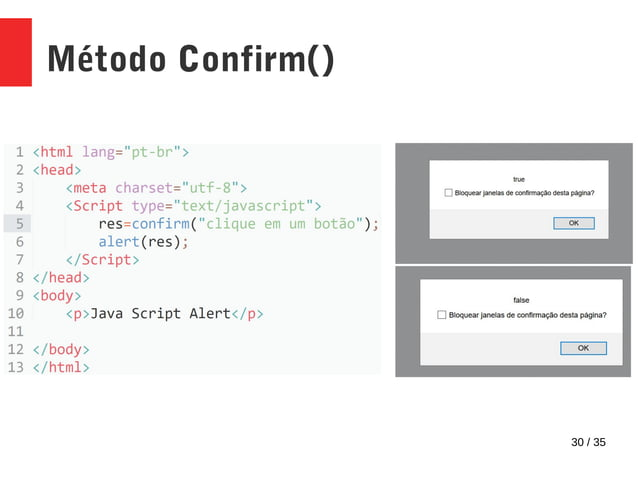 Método Confirm()
1 <html lang="pt-br">
2 <head>
3 <meta charset="utf-8">
4 <Script type="text/javascript">
5 res=confirm("clique em um botão");
6 alert(res);
7 </Script>
8 </head>
9 <body>
10 <p>Java Script Alert</p>
11
12 </body>
13 </html>
true
Bloquear janelas de confirmação desta página?
OK
false
Bloquear janelas de confirmação desta página?
OK
30 / 35